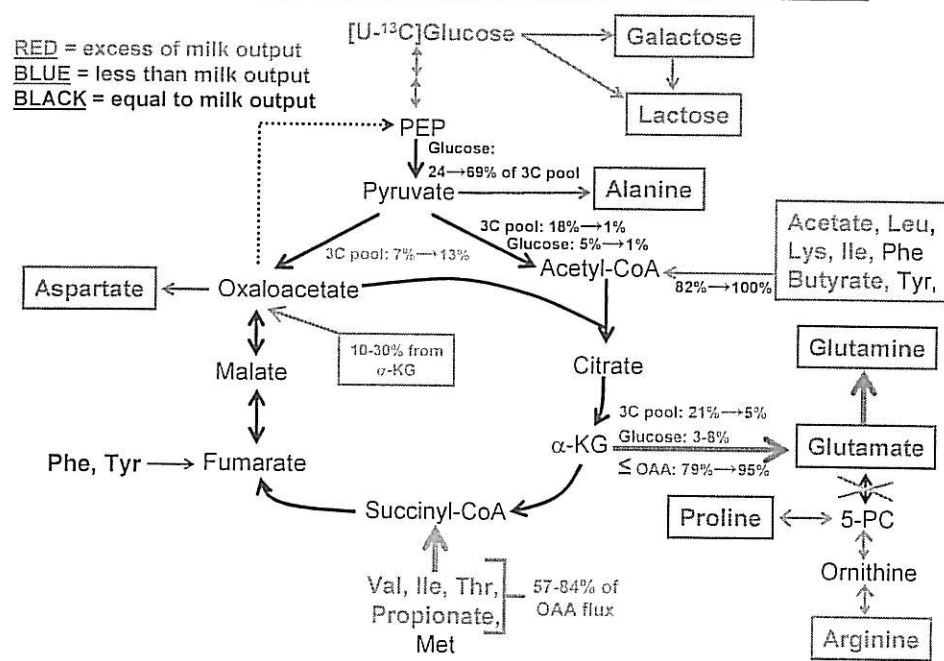 RED = excess of milk output
BLUE = less than milk output
BLACK = equal to milk output
[U-¹³C]Glucose
Galactose
Lactose
PEP
Glucose:
24→69% of 3C pool
Pyruvate
Alanine
3C pool: 18%→1%
Glucose: 5%→1%
3C pool: 7%→13%
Acetyl-CoA
82%→100%
Acetate, Leu,
Lys, Ile, Phe
Butyrate, Tyr,
Aspartate
Oxaloacetate
10-30% from
α-KG
Malate
Citrate
Glutamine
3C pool: 21%→5%
α-KG
Glucose: 3-8%
Glutamate
≤ OAA: 79%→95%
Phe, Tyr
Fumarate
Succinyl-CoA
Proline
5-PC
Val, Ile, Thr,
Propionate,
Met
57-84% of
OAA flux
Ornithine
Arginine